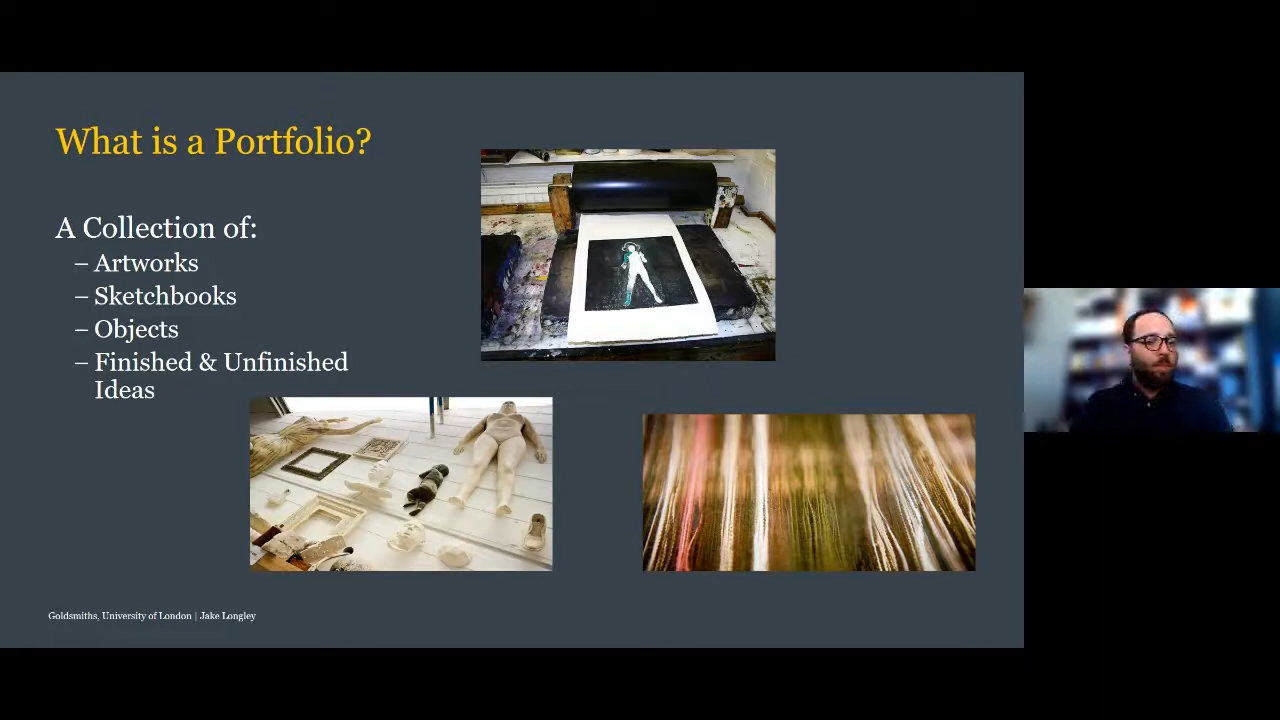 What is a Portfolio?
A Collection of:
– Artworks
– Sketchbooks
– Objects
– Finished & Unfinished
Ideas
Goldsmiths, University of London | Jake Longley